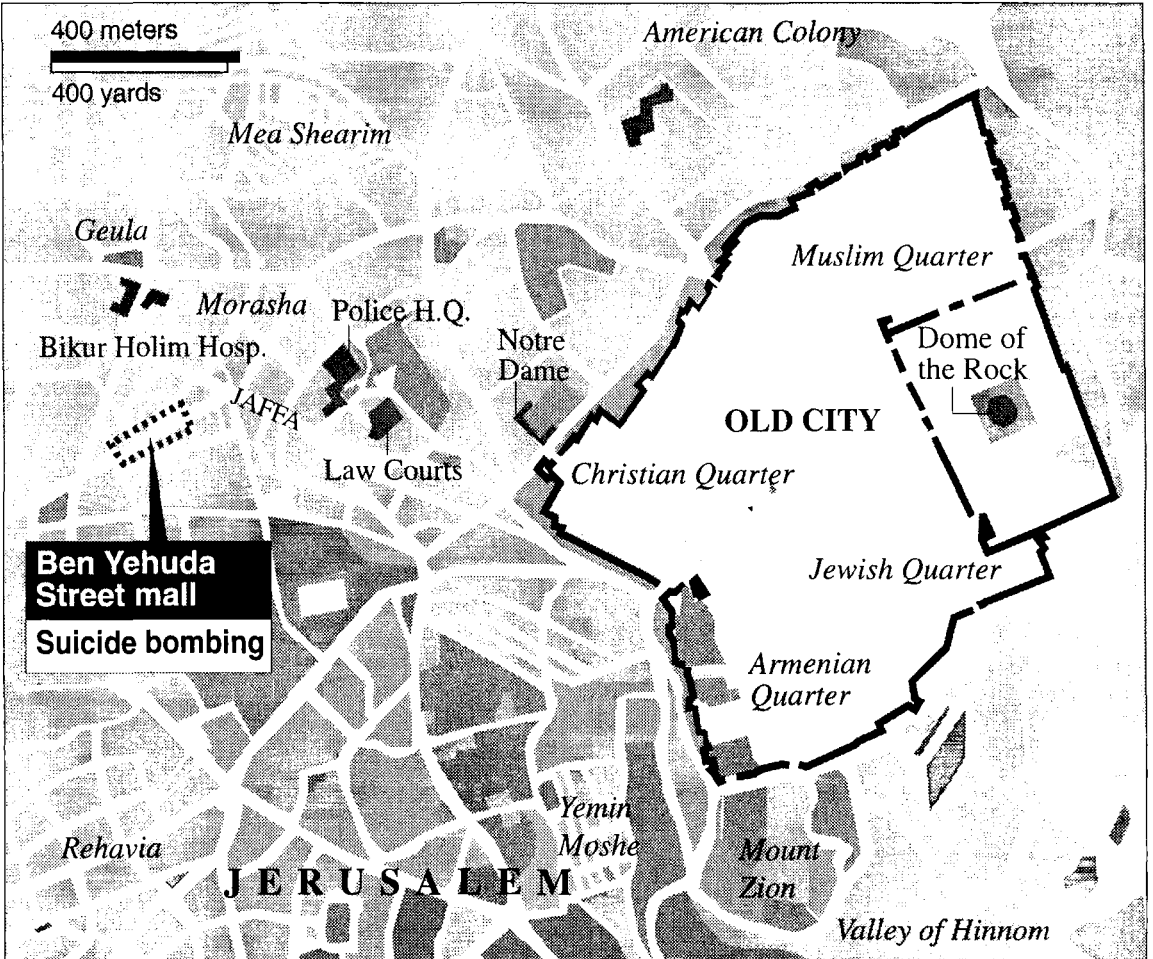 400 meters
400 yards
American Colony
Mea Shearim
Geula
Morasha
Bikur Holim Hosp.
Police H.Q.
Notre
Dame
Muslim Quarter
Dome of
the Rock
JAFFA
OLD CITY
Law Courts
Christian Quarter
Ben Yehuda
Street mall
Suicide bombing
Jewish Quarter
Armenian
Quarter
Yemin
Moshe
Rehavia
JERUSALEM
Mount
Zion
Valley of Hinnom